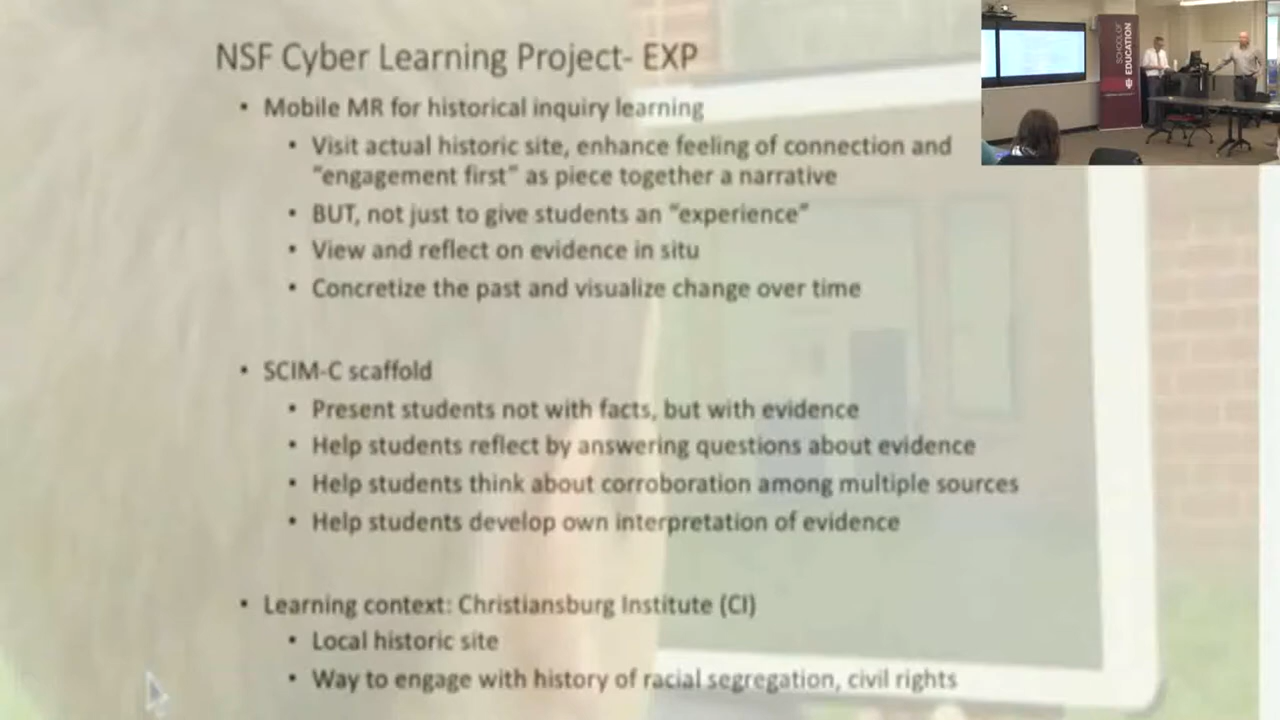 NSF Cyber Learning Project- EXP
• Mobile MR for historical inquiry learning
• Visit actual historic site, enhance feeling of connection and
"engagement first" as piece together a narrative
• BUT, not just to give students an "experience"
• View and reflect on evidence in situ
• Concretize the past and visualize change over time
• SCIM-C scaffold
• Present students not with facts, but with evidence
• Help students reflect by answering questions about evidence
• Help students think about corroboration among multiple sources
• Help students develop own interpretation of evidence
• Learning context: Christiansburg Institute (CI)
• Local historic site
• Way to engage with history of racial segregation, civil rights
SCHOOL OF
EDUCATION